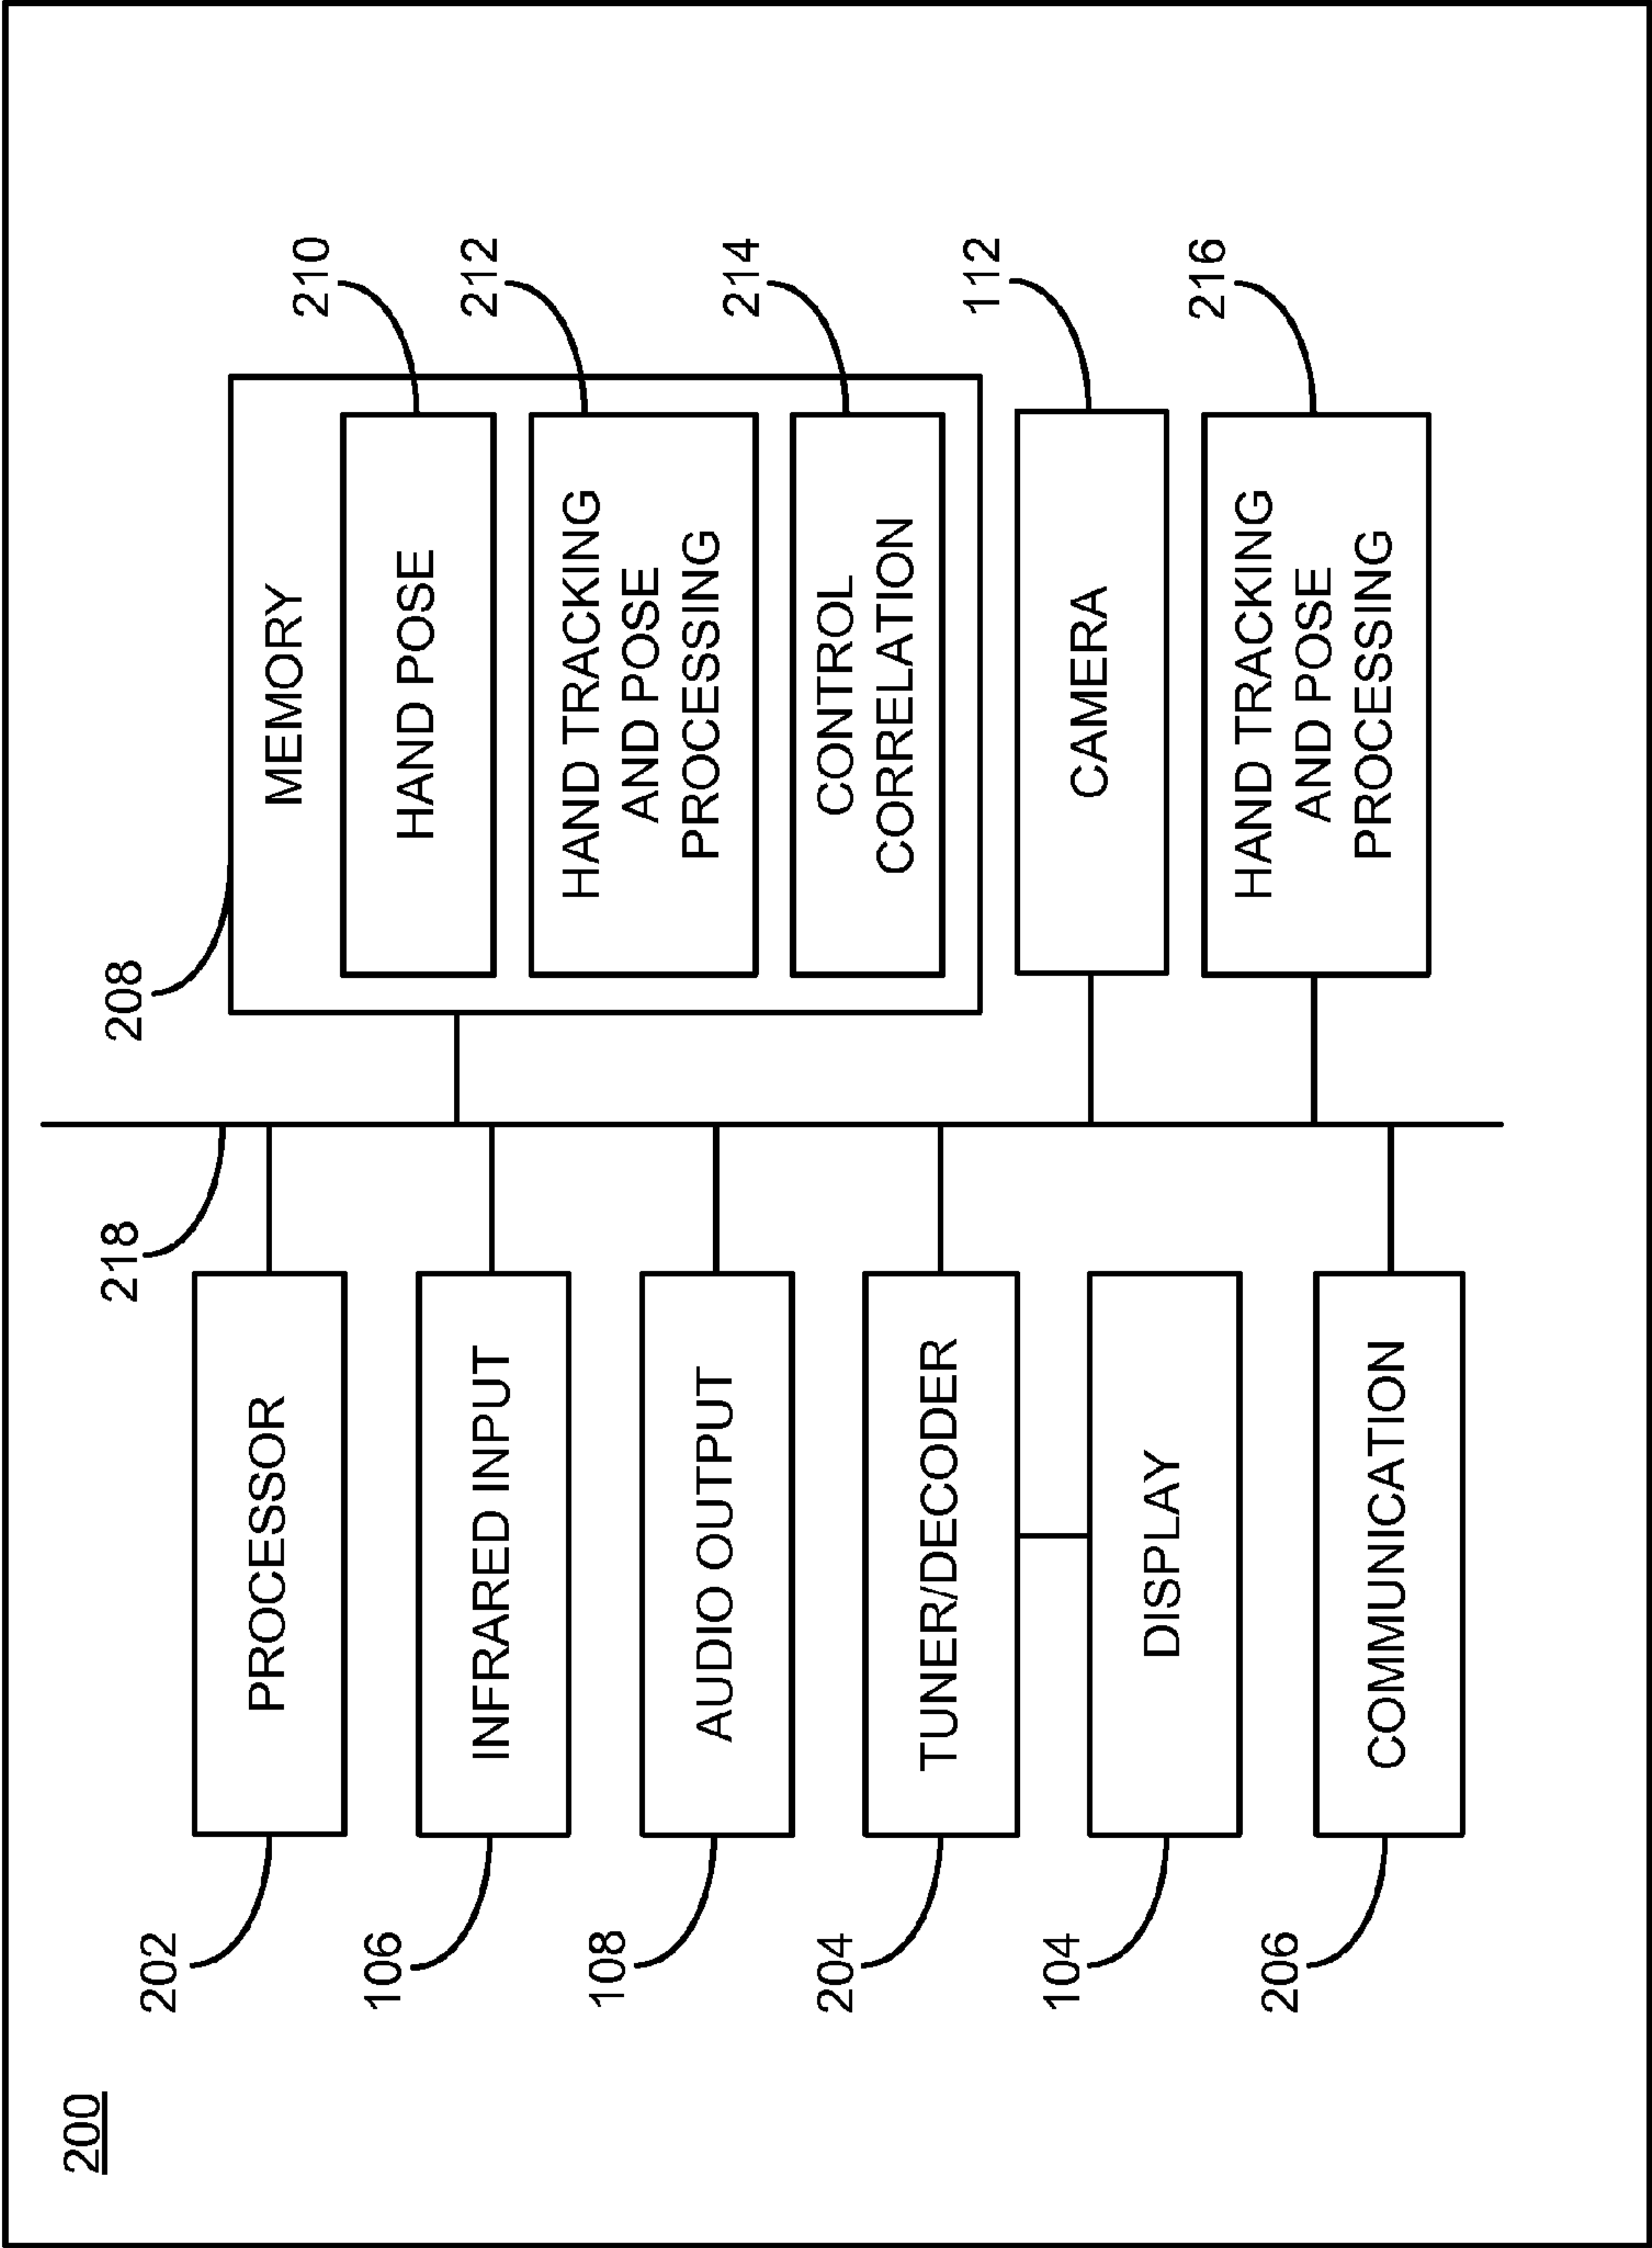 200
218
208
202
PROCESSOR
106
INFRARED INPUT
108
AUDIO OUTPUT
204
TUNER/DECODER
104
DISPLAY
206
COMMUNICATION
MEMORY
HAND POSE
210
HAND TRACKING
AND POSE
PROCESSING
212
CONTROL
CORRELATION
214
CAMERA
112
HAND TRACKING
AND POSE
PROCESSING
216